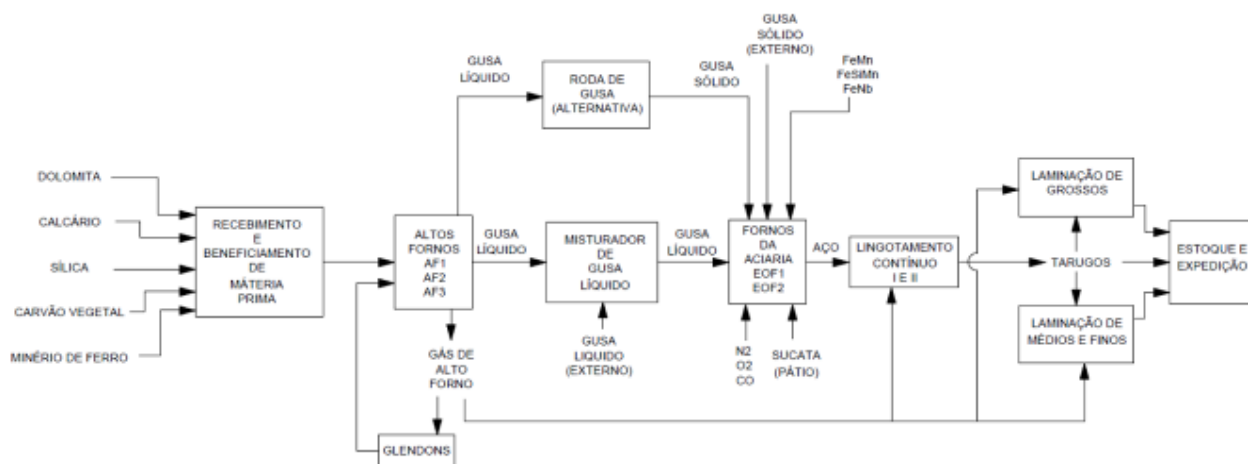 DOLOMITA
CALCÁRIO
SÍLICA
CARVÃO VEGETAL
MINÉRIO DE FERRO
RECEBIMENTO
E
BENEFICIAMENTO
DE
MÁTERIA
PRIMA
ALTOS
FORNOS
AF1
AF2
AF3
GUSA
LÍQUIDO
RODA DE
GUSA
(ALTERNATIVA)
GUSA
SÓLIDO
GUSA
SÓLIDO
(EXTERNO)
FeMn
FeSiMn
FeNb
GUSA
LÍQUIDO
MISTURADOR
DE
GUSA
LÍQUIDO
GUSA
LÍQUIDO
FORNOS
DA
ACIARIA
EOF1
EOF2
AÇO
LINGOTAMENTO
CONTÍNUO
I E II
LAMINAÇÃO DE
GROSSOS
TARUGOS
LAMINAÇÃO DE
MÉDIOS E FINOS
ESTOQUE E
EXPEDIÇÃO
GÁS DE
ALTO
FORNO
GLENDONS
GUSA
LIQUIDO
(EXTERNO)
N2
O2
CO
SUCATA
(PÁTIO)